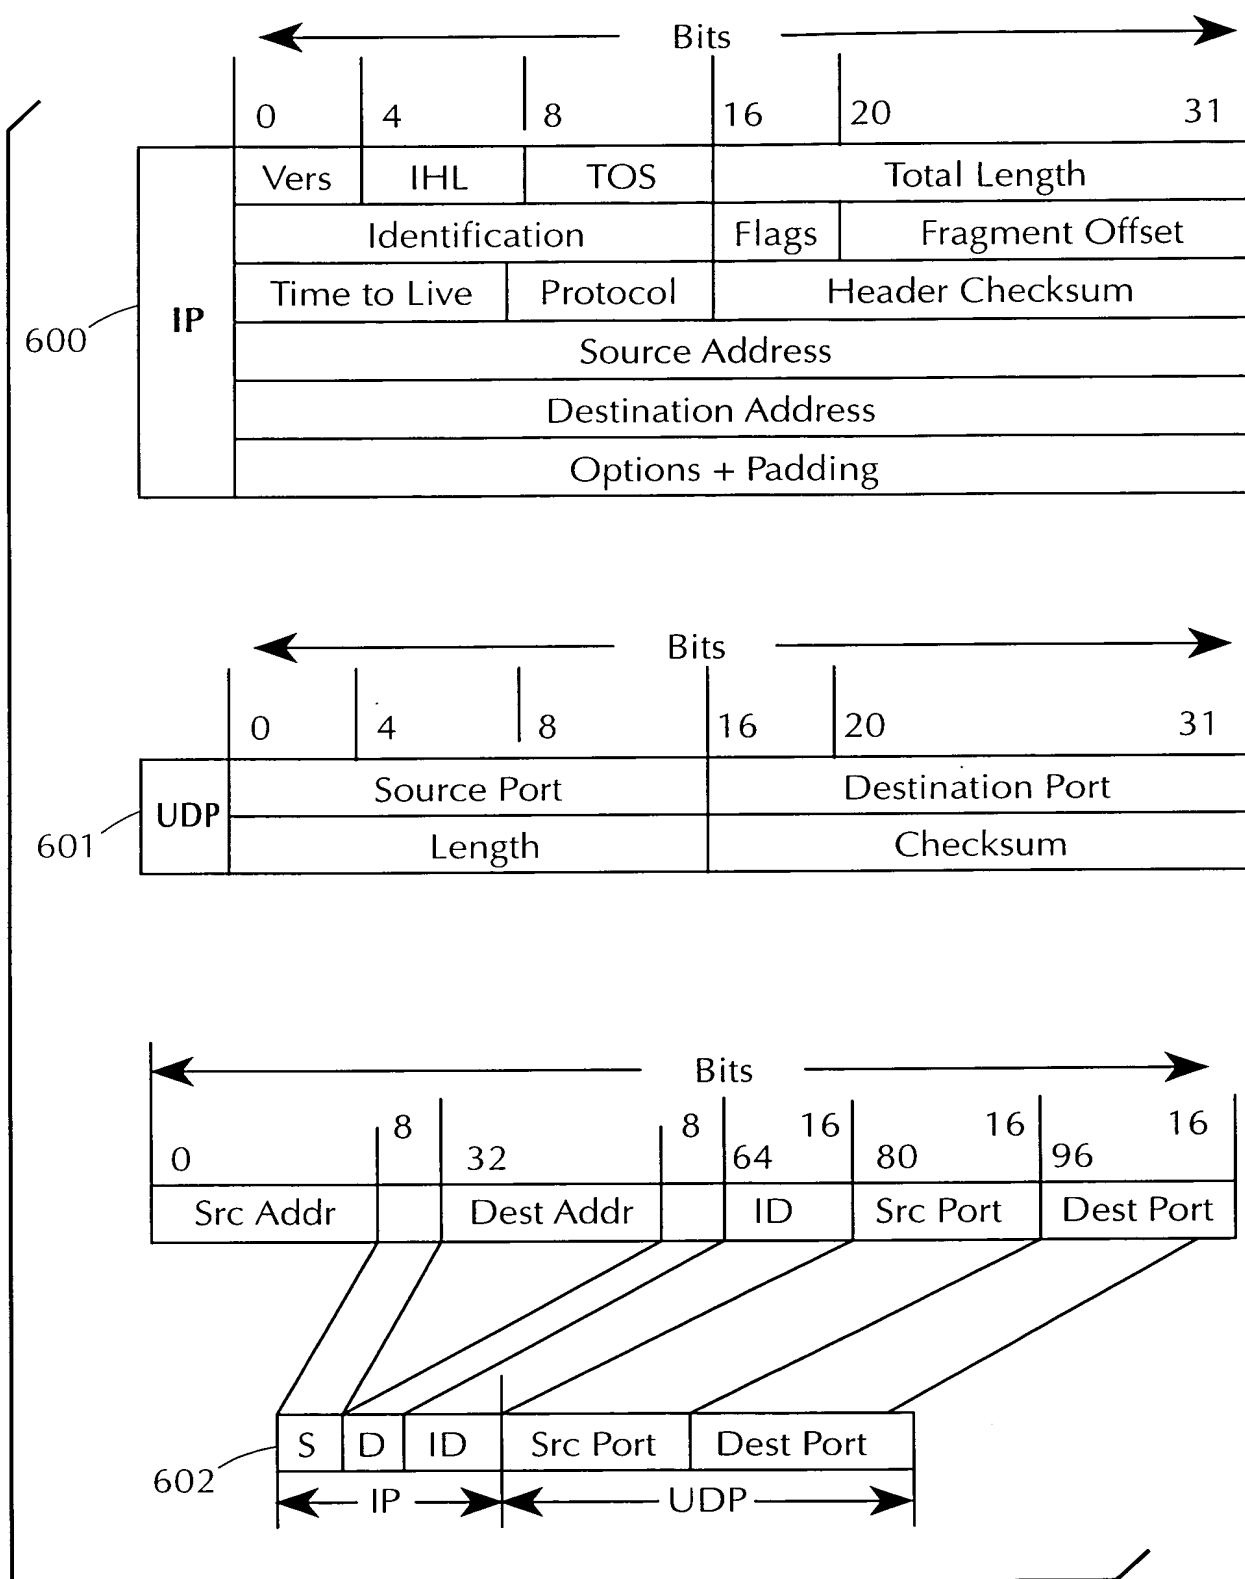 Bits
0 4 8 16 20 31
Vers IHL TOS Total Length
Identification Flags Fragment Offset
Time to Live Protocol Header Checksum
IP
600
Source Address
Destination Address
Options + Padding
Bits
0 4 8 16 20 31
Source Port Destination Port
UDP
601
Length Checksum
Bits
8 8 16 16 16
0 32 64 80 96
Src Addr Dest Addr ID Src Port Dest Port
S D ID Src Port Dest Port
602
IP UDP